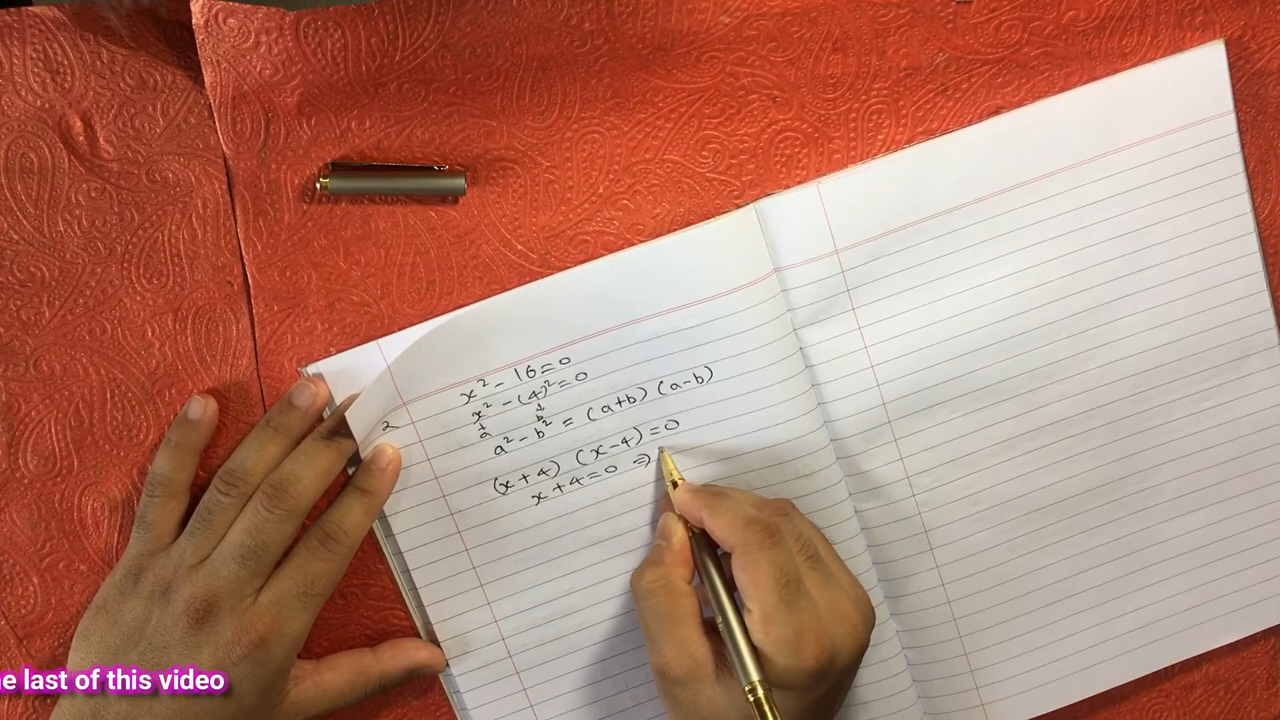 x² - 16 = 0
x² - (4)² = 0
↓ ↓
a b
2
a² - b² = (a+b) (a-b)
(x+4) (x-4) = 0
x+4=0 ⇒
e last of this video